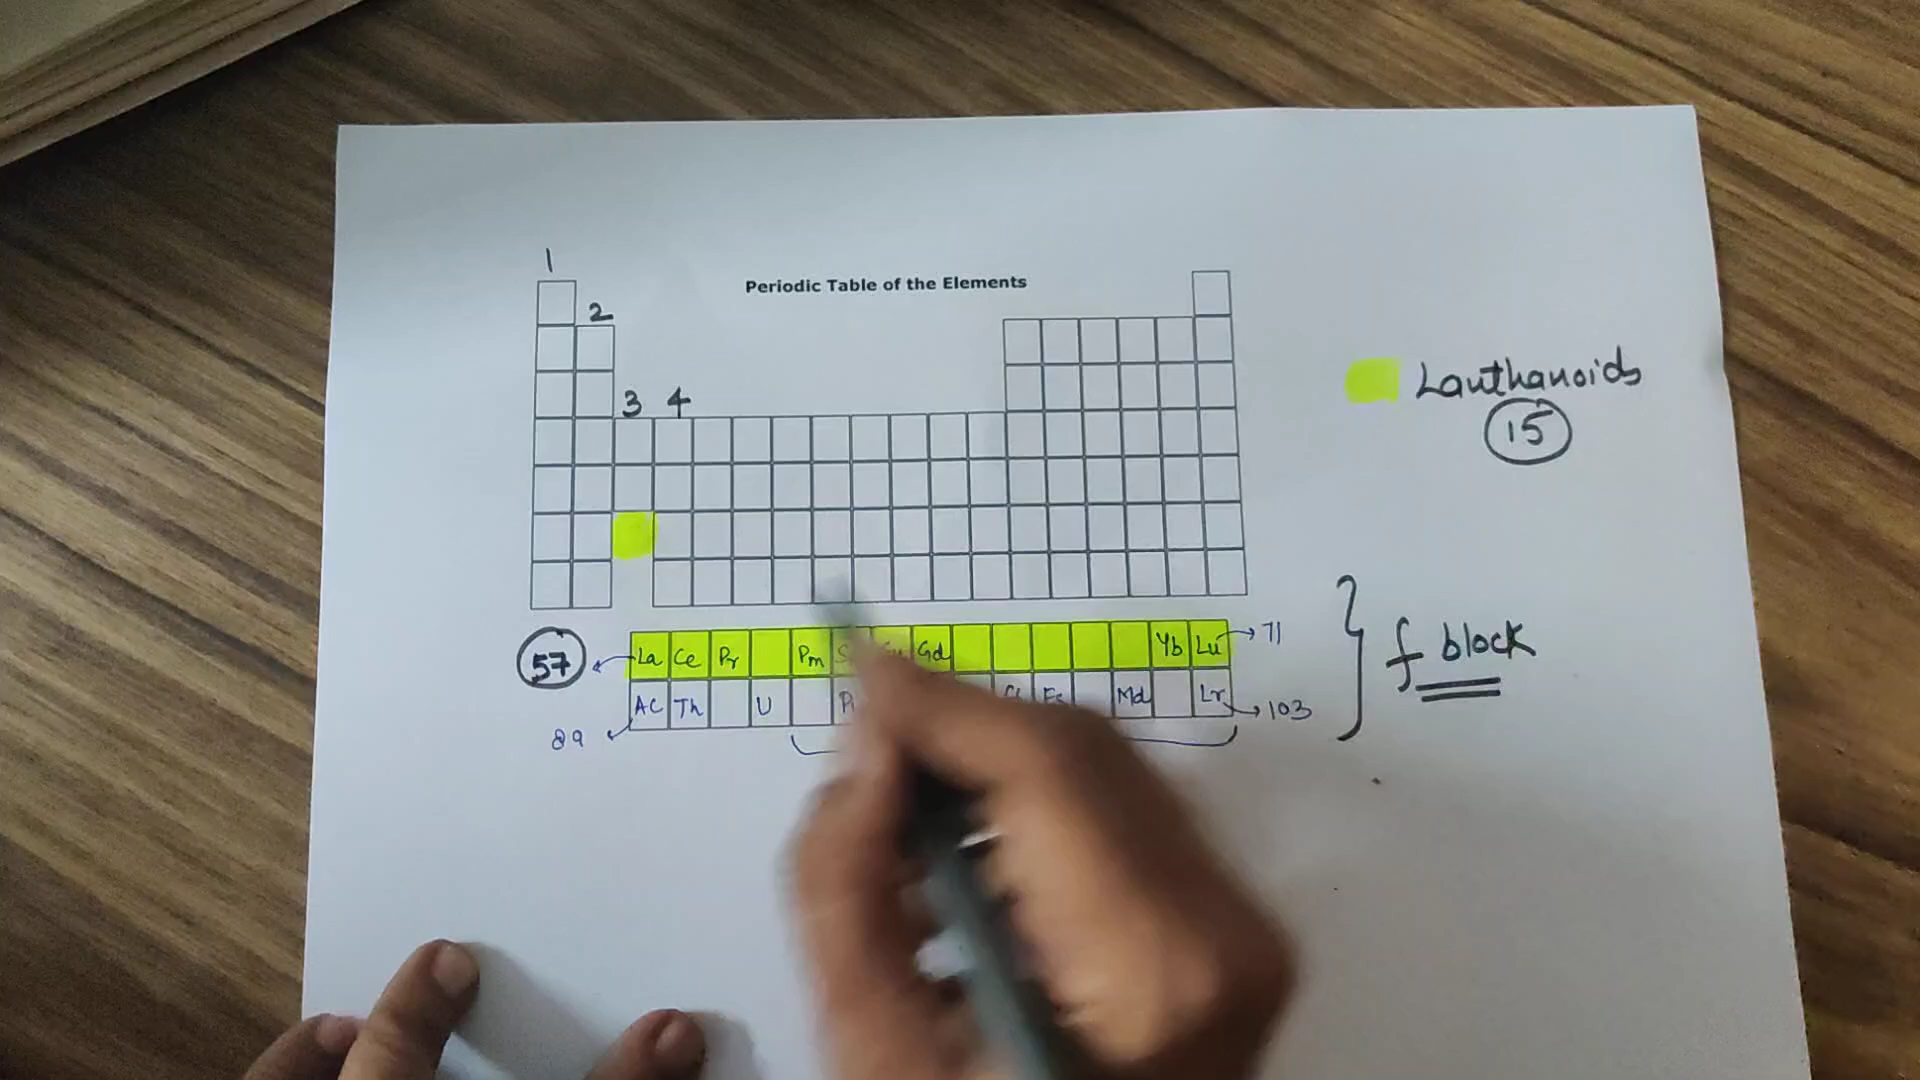 1
Periodic Table of the Elements
2
3 4
Lanthanoids
15
57 La Ce Pr Pm Gd Yb Lu 71
f block
AC Th U Es Md Lr 103
89